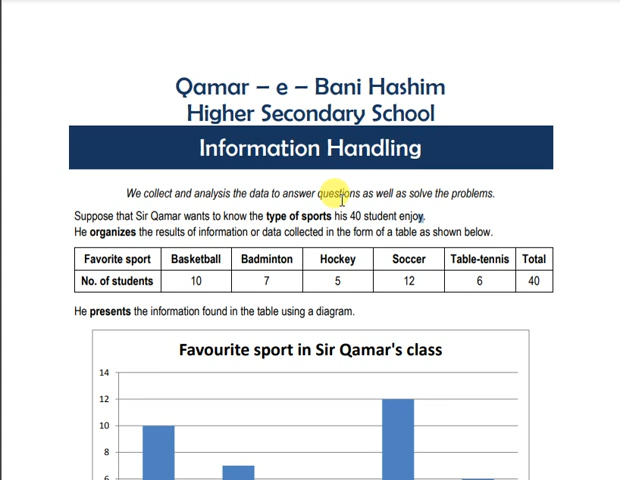 Qamar – e – Bani Hashim
Higher Secondary School
Information Handling
We collect and analysis the data to answer questions as well as solve the problems.
Suppose that Sir Qamar wants to know the type of sports his 40 student enjoy.
He organizes the results of information or data collected in the form of a table as shown below.
Favorite sport Basketball Badminton Hockey Soccer Table-tennis Total
No. of students 10 7 5 12 6 40
He presents the information found in the table using a diagram.
Favourite sport in Sir Qamar's class
14
12
10
8
6